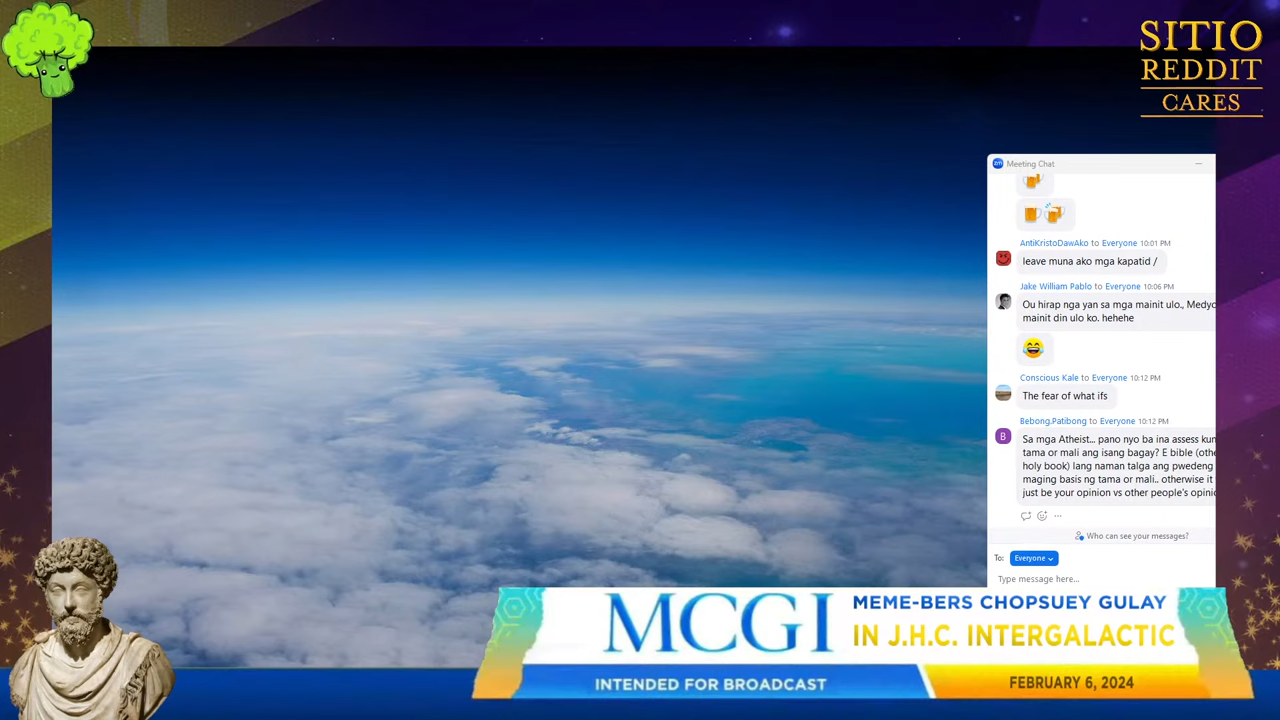 SITIO
REDDIT
CARES
Meeting Chat
AntiKristoDawAko to Everyone 10:01 PM
leave muna ako mga kapatid /
Jake William Pablo to Everyone 10:06 PM
Ou hirap nga yan sa mga mainit ulo., Medyo
mainit din ulo ko. hehehe
Conscious Kale to Everyone 10:12 PM
The fear of what ifs
B
Bebong.Patibong to Everyone 10:12 PM
Sa mga Atheist... pano nyo ba ina assess kun
tama or mali ang isang bagay? E bible (othe
holy book) lang naman talga ang pwedeng
maging basis ng tama or mali.. otherwise it
just be your opinion vs other people's opinio
Who can see your messages?
To: Everyone
Type message here...
MCGI
MEME-BERS CHOPSUEY GULAY
IN J.H.C. INTERGALACTIC
INTENDED FOR BROADCAST
FEBRUARY 6, 2024